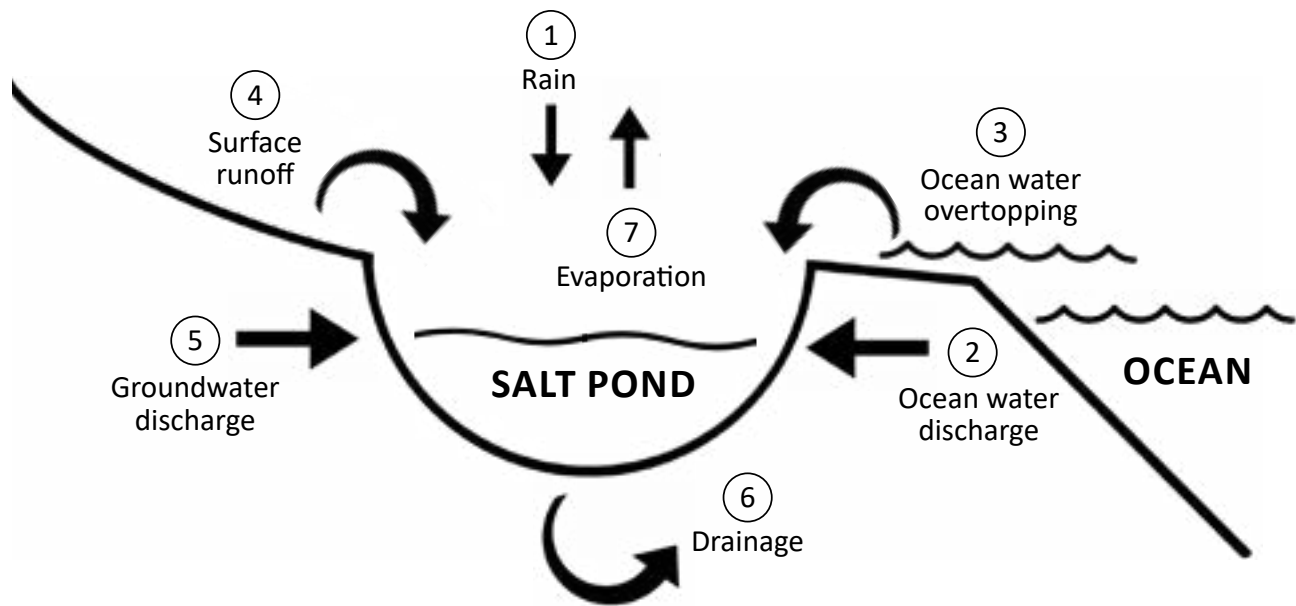 1
Rain
4
Surface
runoff
3
Ocean water
overtopping
7
Evaporation
5
Groundwater
discharge
SALT POND
2
Ocean water
discharge
OCEAN
6
Drainage